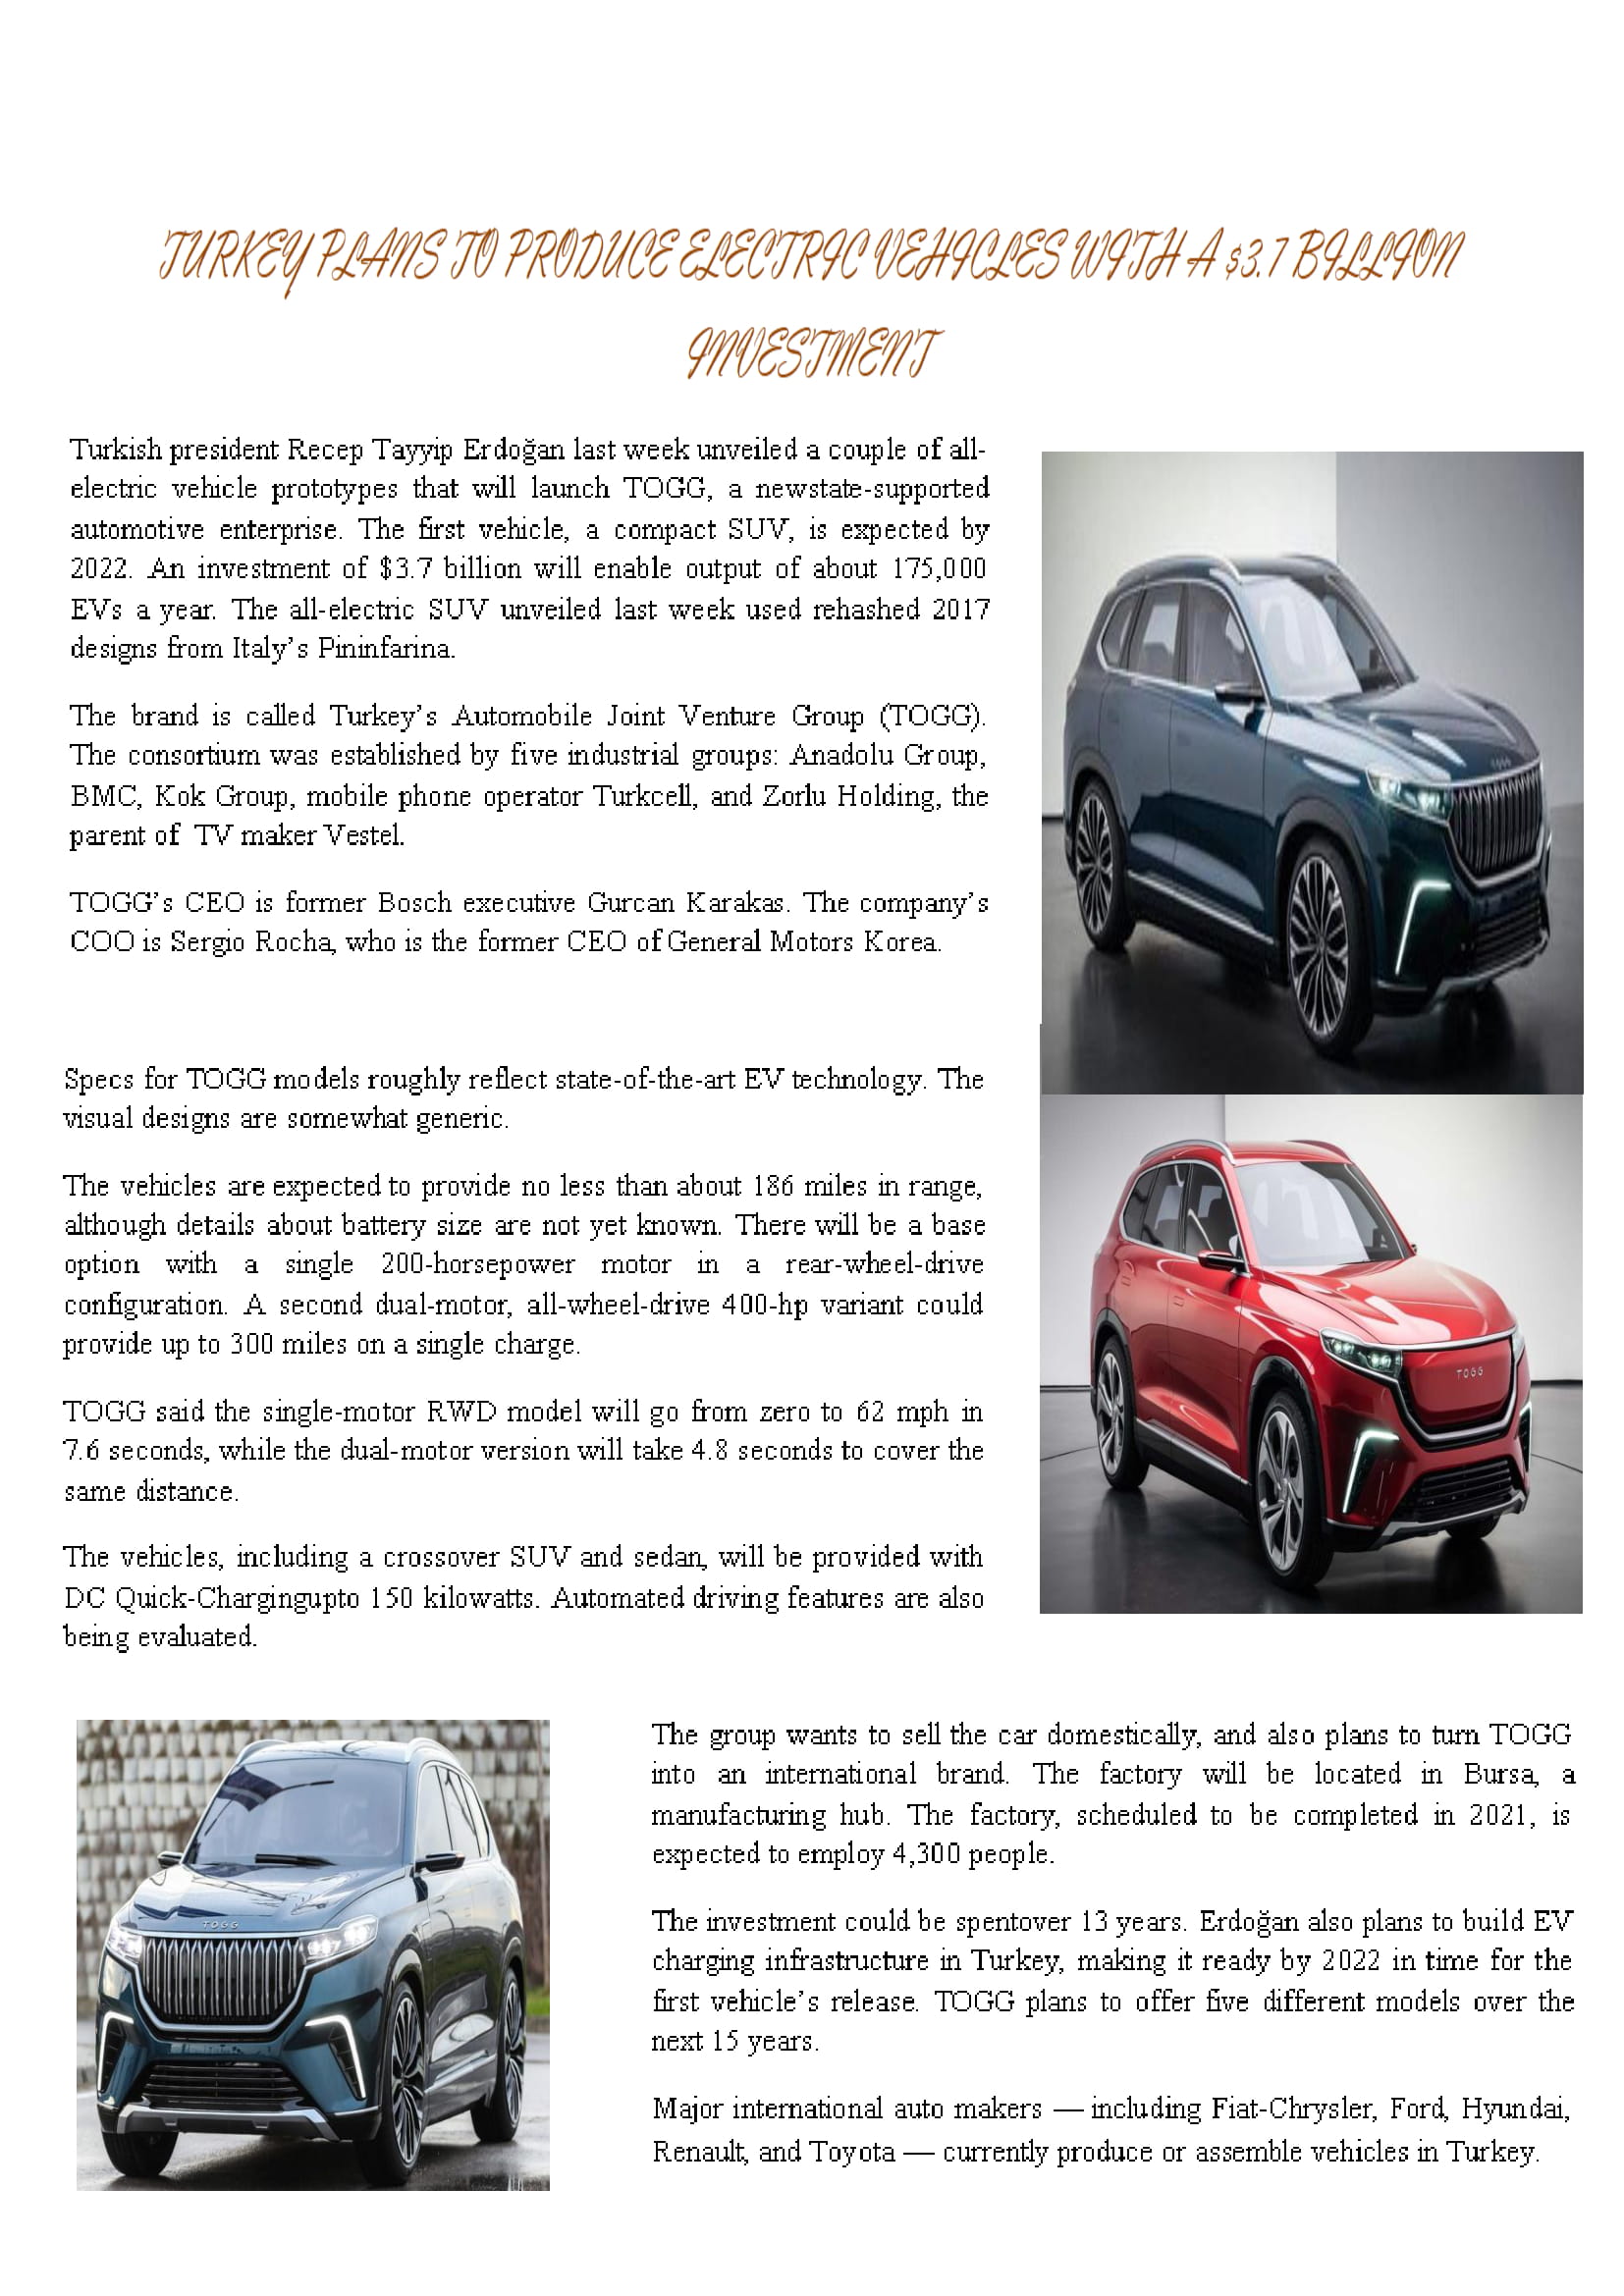 TURKEY PLANS TO PRODUCE ELECTRIC VEHICLES WITH A $3.7 BILLION
INVESTMENT
Turkish president Recep Tayyip Erdoğan last week unveiled a couple of all-
electric vehicle prototypes that will launch TOGG, a newstate-supported
automotive enterprise. The first vehicle, a compact SUV, is expected by
2022. An investment of $3.7 billion will enable output of about 175,000
EVs a year. The all-electric SUV unveiled last week used rehashed 2017
designs from Italy’s Pininfarina.
The brand is called Turkey’s Automobile Joint Venture Group (TOGG).
The consortium was established by five industrial groups: Anadolu Group,
BMC, Kok Group, mobile phone operator Turkcell, and Zorlu Holding, the
parent of TV maker Vestel.
TOGG’s CEO is former Bosch executive Gurcan Karakas. The company’s
COO is Sergio Rocha, who is the former CEO of General Motors Korea.
Specs for TOGG models roughly reflect state-of-the-art EV technology. The
visual designs are somewhat generic.
The vehicles are expected to provide no less than about 186 miles in range,
although details about battery size are not yet known. There will be a base
option with a single 200-horsepower motor in a rear-wheel-drive
configuration. A second dual-motor, all-wheel-drive 400-hp variant could
provide up to 300 miles on a single charge.
TOGG said the single-motor RWD model will go from zero to 62 mph in
7.6 seconds, while the dual-motor version will take 4.8 seconds to cover the
same distance.
The vehicles, including a crossover SUV and sedan, will be provided with
DC Quick-Chargingupto 150 kilowatts. Automated driving features are also
being evaluated.
TOGG
TOGG
The group wants to sell the car domestically, and also plans to turn TOGG
into an international brand. The factory will be located in Bursa, a
manufacturing hub. The factory, scheduled to be completed in 2021, is
expected to employ 4,300 people.
The investment could be spentover 13 years. Erdoğan also plans to build EV
charging infrastructure in Turkey, making it ready by 2022 in time for the
first vehicle’s release. TOGG plans to offer five different models over the
next 15 years.
Major international auto makers — including Fiat-Chrysler, Ford, Hyundai,
Renault, and Toyota — currently produce or assemble vehicles in Turkey.